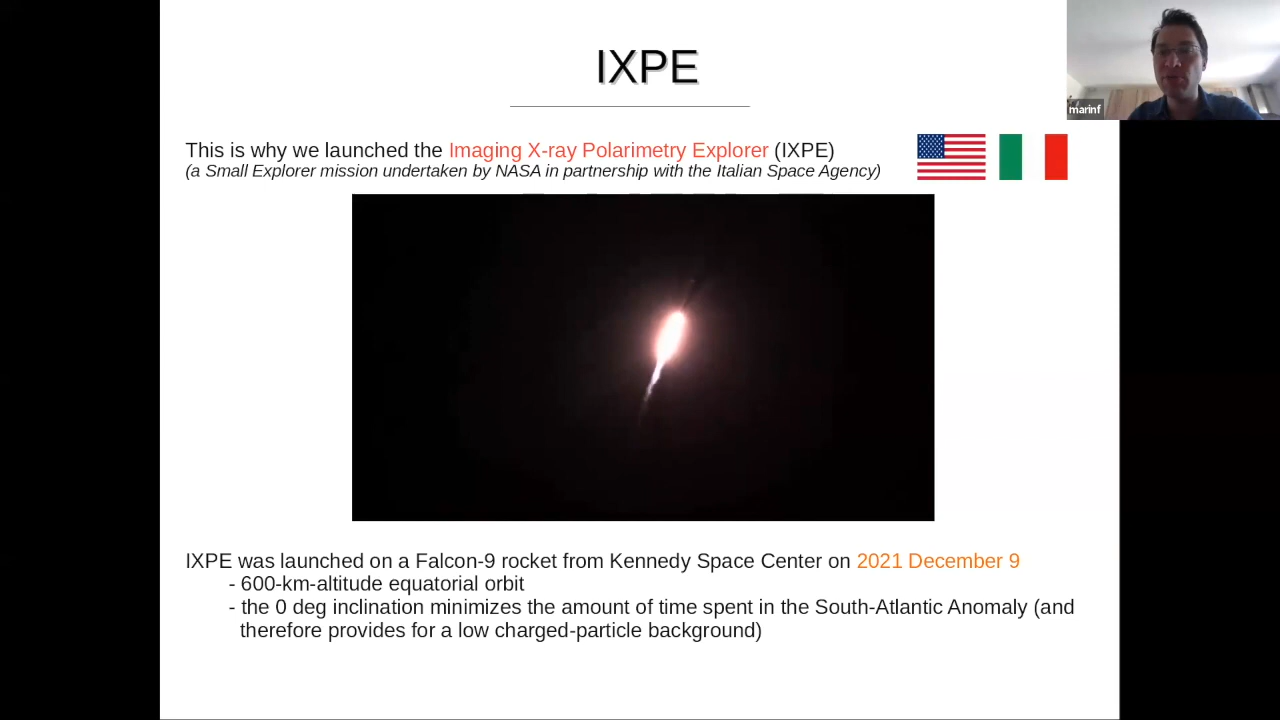 IXPE
marinf
This is why we launched the Imaging X-ray Polarimetry Explorer (IXPE)
(a Small Explorer mission undertaken by NASA in partnership with the Italian Space Agency)
IXPE was launched on a Falcon-9 rocket from Kennedy Space Center on 2021 December 9
- 600-km-altitude equatorial orbit
- the 0 deg inclination minimizes the amount of time spent in the South-Atlantic Anomaly (and
therefore provides for a low charged-particle background)